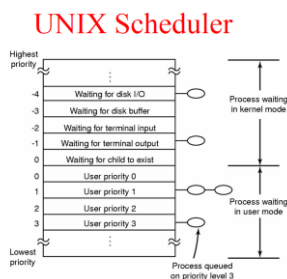 UNIX Scheduler
Highest
priority
-4 Waiting for disk I/O
-3 Waiting for disk buffer
-2 Waiting for terminal input
-1 Waiting for terminal output
0 Waiting for child to exist
0 User priority 0
1 User priority 1
2 User priority 2
3 User priority 3
Lowest
priority
Process waiting
in kernel mode
Process waiting
in user mode
Process queued
on priority level 3